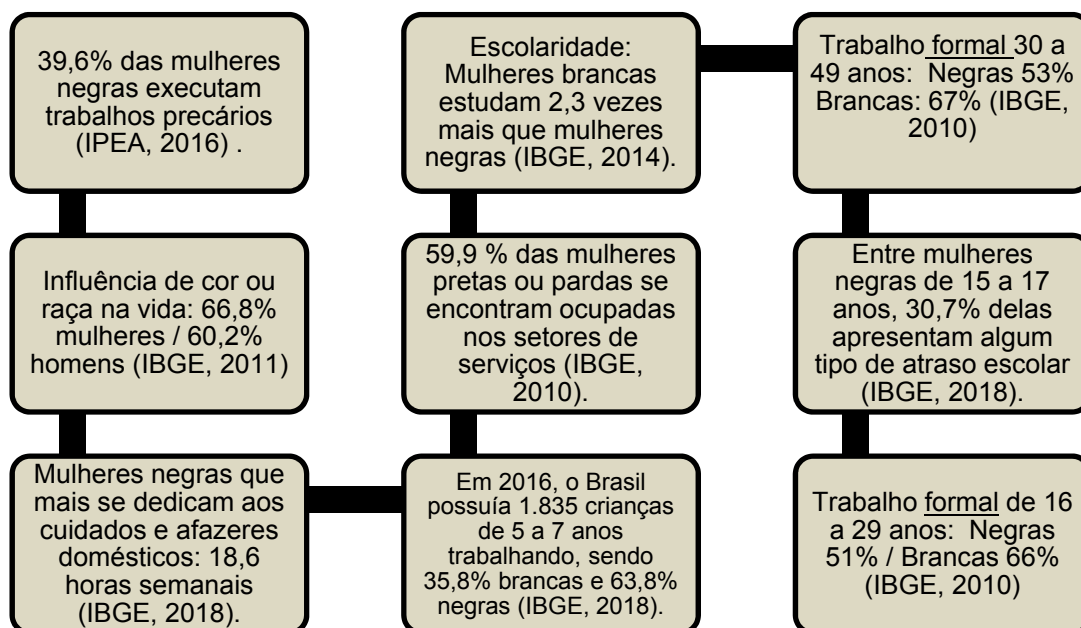 39,6% das mulheres
negras executam
trabalhos precários
(IPEA, 2016) .
Influência de cor ou
raça na vida: 66,8%
mulheres / 60,2%
homens (IBGE, 2011)
Mulheres negras que
mais se dedicam aos
cuidados e afazeres
domésticos: 18,6
horas semanais
(IBGE, 2018).
Em 2016, o Brasil
possuía 1.835 crianças
de 5 a 7 anos
trabalhando, sendo
35,8% brancas e 63,8%
negras (IBGE, 2018).
59,9 % das mulheres
pretas ou pardas se
encontram ocupadas
nos setores de
serviços (IBGE,
2010).
Escolaridade:
Mulheres brancas
estudam 2,3 vezes
mais que mulheres
negras (IBGE, 2014).
Trabalho formal 30 a
49 anos: Negras 53%
Brancas: 67% (IBGE,
2010)
Entre mulheres
negras de 15 a 17
anos, 30,7% delas
apresentam algum
tipo de atraso escolar
(IBGE, 2018).
Trabalho formal de 16
a 29 anos: Negras
51% / Brancas 66%
(IBGE, 2010)